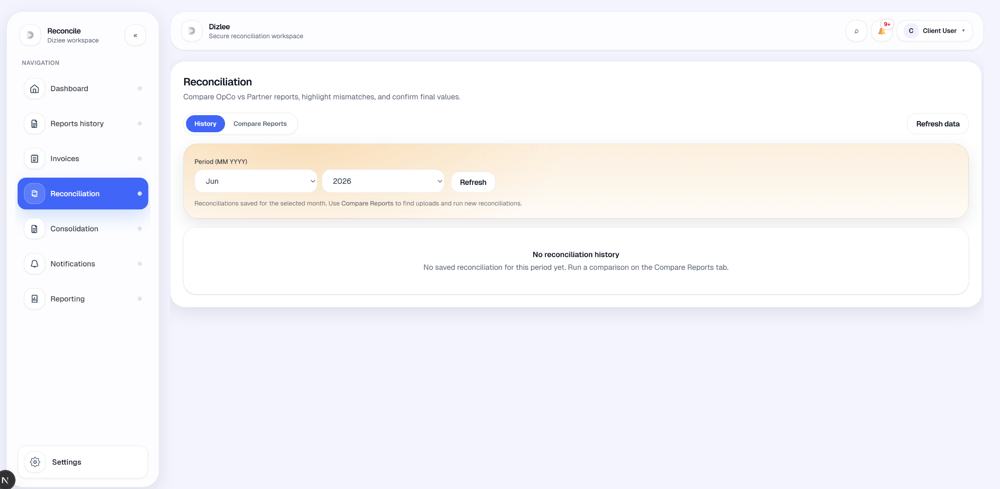 Reconcile
Dizlee workspace
«
NAVIGATION
Dashboard
Reports history
Invoices
Reconciliation
Consolidation
Notifications
Reporting
Settings
N
Dizlee
Secure reconciliation workspace
9+
C
Client User
Reconciliation
Compare OpCo vs Partner reports, highlight mismatches, and confirm final values.
History
Compare Reports
Refresh data
Period (MM YYYY)
Jun
2026
Refresh
Reconciliations saved for the selected month. Use Compare Reports to find uploads and run new reconciliations.
No reconciliation history
No saved reconciliation for this period yet. Run a comparison on the Compare Reports tab.